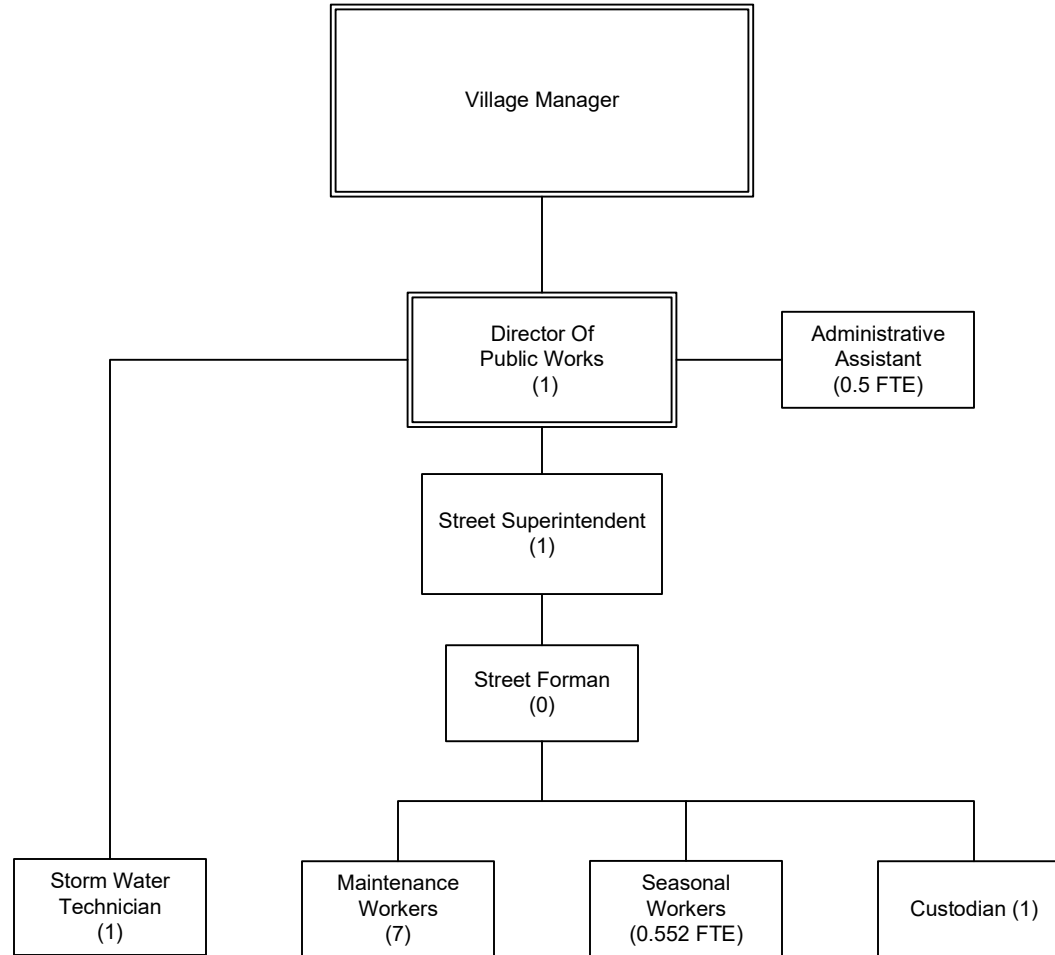 Village Manager
Director Of
Public Works
(1)
Administrative
Assistant
(0.5 FTE)
Street Superintendent
(1)
Street Forman
(0)
Storm Water
Technician
(1)
Maintenance
Workers
(7)
Seasonal
Workers
(0.552 FTE)
Custodian (1)